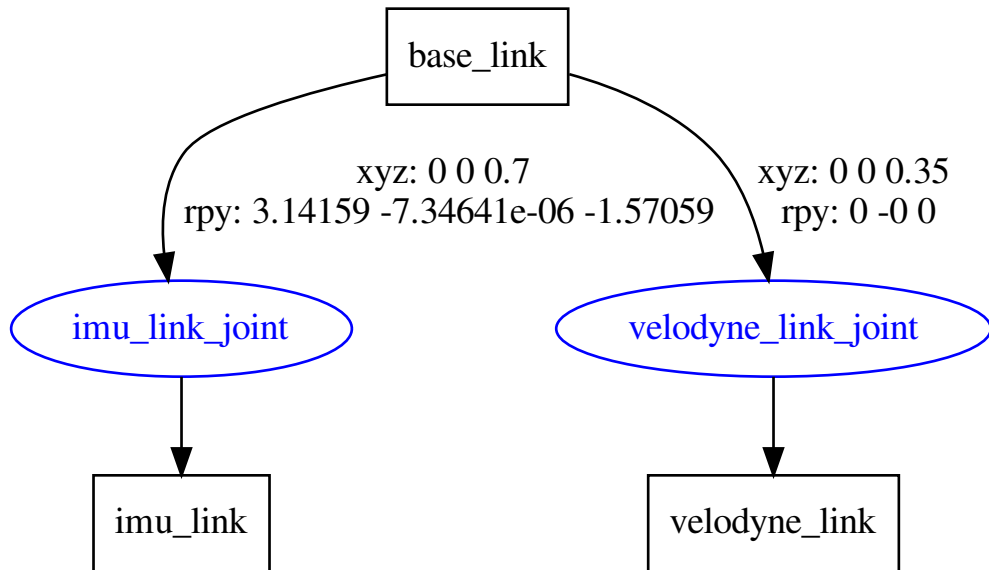 base_link
xyz: 0 0 0.7
rpy: 3.14159 -7.34641e-06 -1.57059
xyz: 0 0 0.35
rpy: 0 -0 0
imu_link_joint
velodyne_link_joint
imu_link
velodyne_link